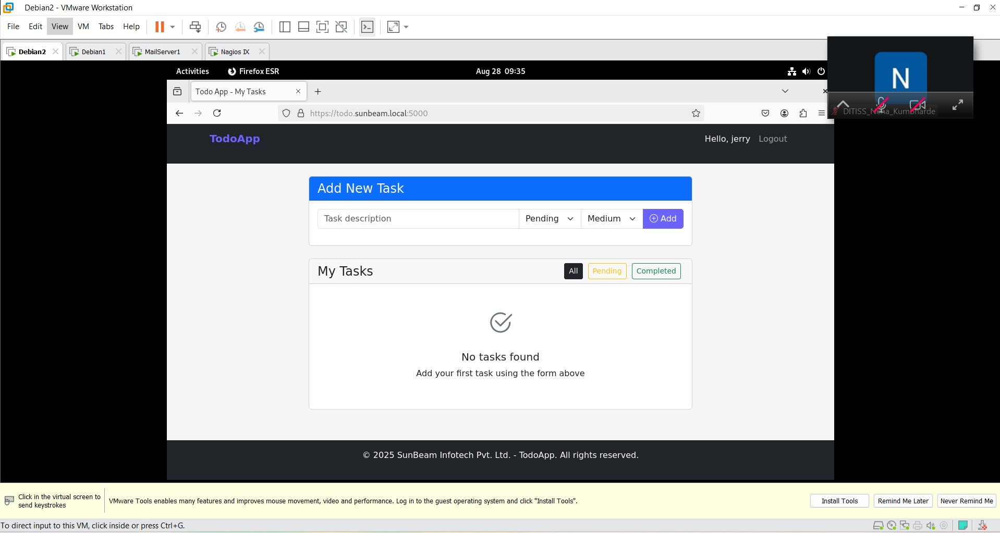 Debian2 - VMware Workstation
File Edit View VM Tabs Help
Debian2 Debian1 MailServer1 Nagios IX
Activities Firefox ESR Aug 28 09:35
N
Todo App - My Tasks
https://todo.sunbeam.local:5000
DITISS_Neha_Kumbharde
TodoApp Hello, jerry Logout
Add New Task
Task description Pending Medium Add
My Tasks All Pending Completed
No tasks found
Add your first task using the form above
© 2025 SunBeam Infotech Pvt. Ltd. - TodoApp. All rights reserved.
Click in the virtual screen to
send keystrokes
VMware Tools enables many features and improves mouse movement, video and performance. Log in to the guest operating system and click "Install Tools".
Install Tools Remind Me Later Never Remind Me
To direct input to this VM, click inside or press Ctrl+G.